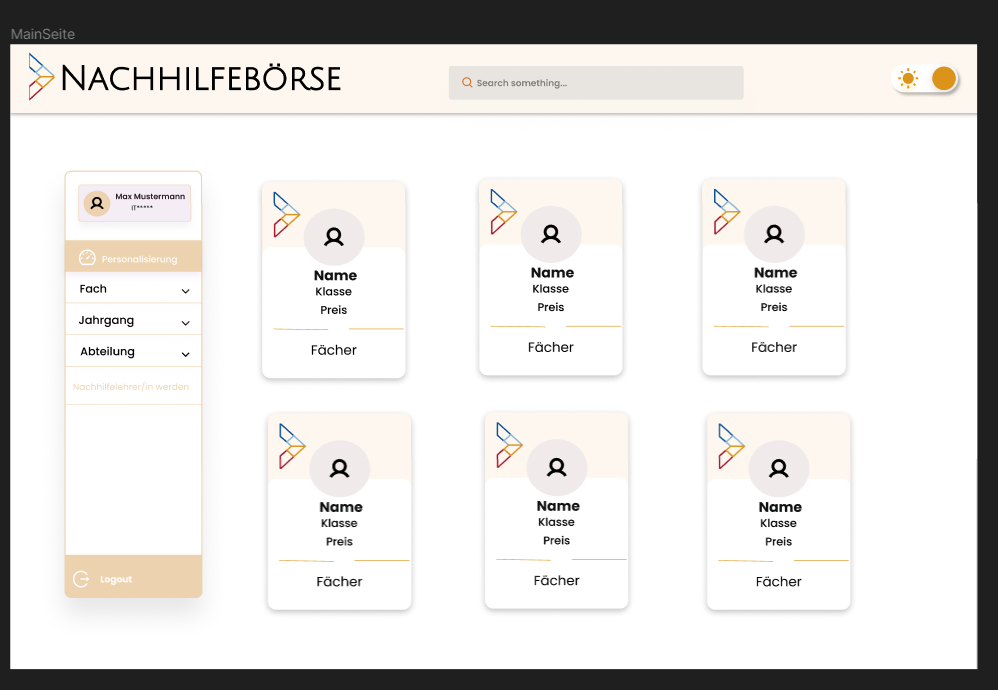 MainSeite
NACHHILFEBÖRSE
Search something...
Max Mustermann
IT*****
Personalisierung
Fach
Jahrgang
Abteilung
Nachhilfelehrer/in werden
Logout
Name
Klasse
Preis
Fächer
Name
Klasse
Preis
Fächer
Name
Klasse
Preis
Fächer
Name
Klasse
Preis
Fächer
Name
Klasse
Preis
Fächer
Name
Klasse
Preis
Fächer